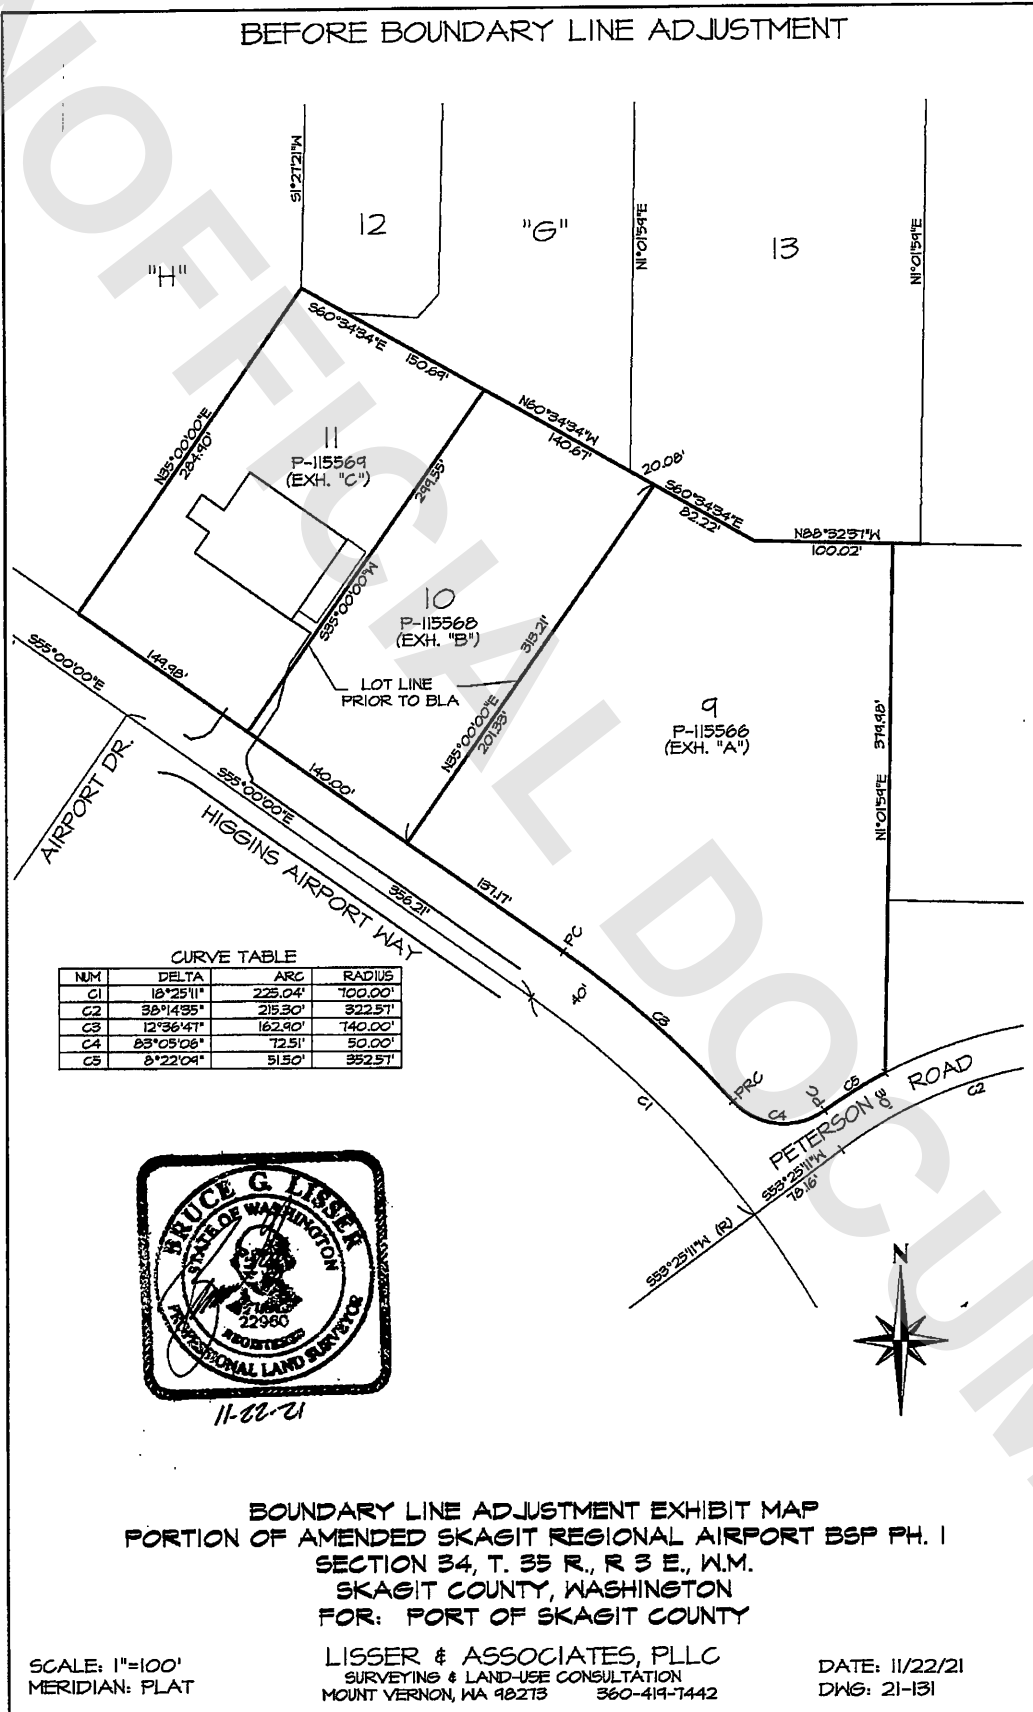 BEFORE BOUNDARY LINE ADJUSTMENT
UNOFFICIAL DOCUMENT
S1°27'21"W
12
"G"
N1°01'59"E
13
N1°01'59"E
"H"
S60°34'34"E
150.69'
N60°34'34"W
140.67'
20.08'
S60°34'34"E
82.22'
N88°32'37"W
100.02'
N35°00'00"E
284.90'
11
P-115569
(EXH. "C")
299.55'
S35°00'00"W
10
P-115568
(EXH. "B")
313.21'
LOT LINE
PRIOR TO BLA
N35°00'00"E
201.33'
9
P-115566
(EXH. "A")
379.98'
N1°01'59"E
S55°00'00"E
149.98'
AIRPORT DR.
S55°00'00"E
140.00'
HIGGINS AIRPORT WAY
356.21'
137.17'
PC
40'
C3
PRC
C4
PC
C5
30'
PETERSON ROAD
C2
C1
S53°25'11"W
78.16'
S53°25'11"W (R)
CURVE TABLE
NUM DELTA ARC RADIUS
C1 18°25'11" 225.04' 700.00'
C2 38°14'35" 215.30' 322.57'
C3 12°36'47" 162.90' 740.00'
C4 83°05'06" 72.51' 50.00'
C5 8°22'09" 51.50' 352.57'
BRUCE G. LISSER
STATE OF WASHINGTON
22960
REGISTERED
PROFESSIONAL LAND SURVEYOR
11-22-21
N
BOUNDARY LINE ADJUSTMENT EXHIBIT MAP
PORTION OF AMENDED SKAGIT REGIONAL AIRPORT BSP PH. 1
SECTION 34, T. 35 R., R 3 E., W.M.
SKAGIT COUNTY, WASHINGTON
FOR: PORT OF SKAGIT COUNTY
SCALE: 1"=100'
MERIDIAN: PLAT
LISSER & ASSOCIATES, PLLC
SURVEYING & LAND-USE CONSULTATION
MOUNT VERNON, WA 98273 360-419-7442
DATE: 11/22/21
DWG: 21-131